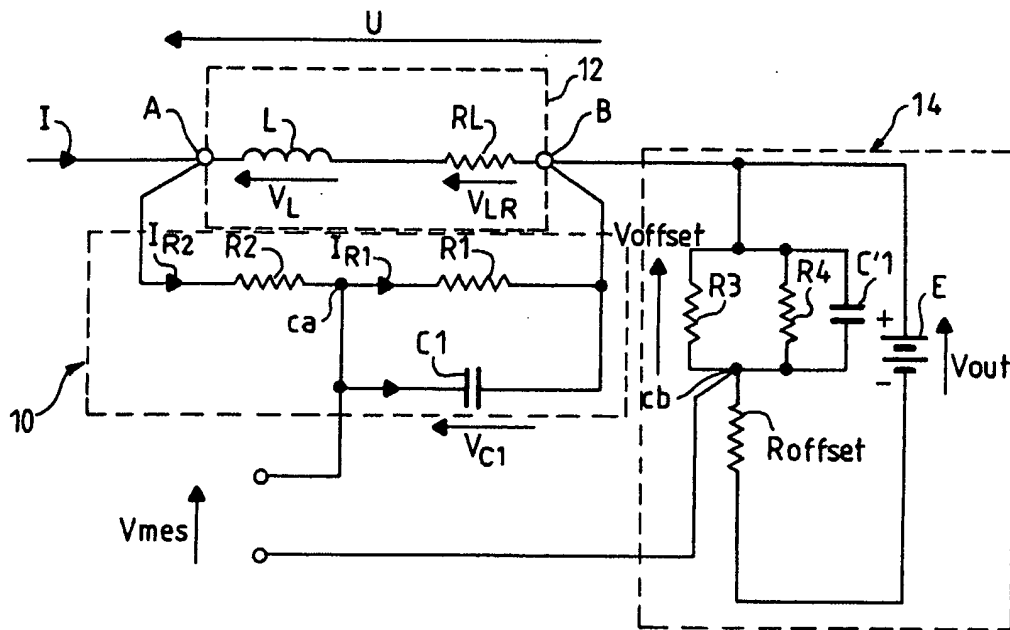 U
12
14
A
I
L
RL
B
VL
VLR
IR2
R2
IR1
R1
Voffset
R3
R4
C'1
E
+
-
Vout
ca
C1
10
VC1
cb
Roffset
Vmes